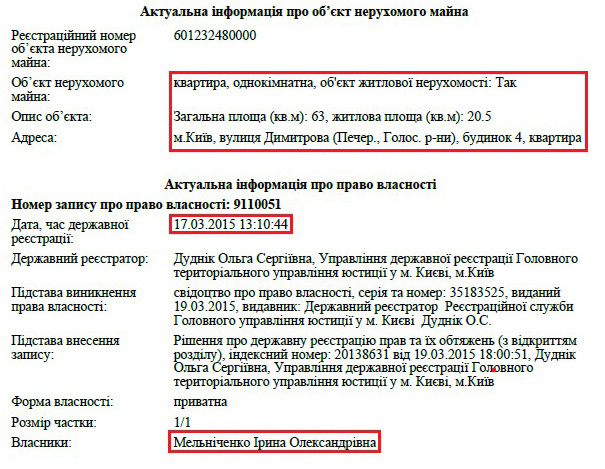 Актуальна інформація про об’єкт нерухомого майна
Реєстраційний номер 601232480000
об’єкта нерухомого
майна:
Об’єкт нерухомого квартира, однокімнатна, об'єкт житлової нерухомості: Так
майна:
Опис об’єкта: Загальна площа (кв.м): 63, житлова площа (кв.м): 20.5
Адреса: м.Київ, вулиця Димитрова (Печер., Голос. р-ни), будинок 4, квартира
Актуальна інформація про право власності
Номер запису про право власності: 9110051
Дата, час державної 17.03.2015 13:10:44
реєстрації:
Державний реєстратор: Дуднік Ольга Сергіївна, Управління державної реєстрації Головного
територіального управління юстиції у м. Києві, м.Київ
Підстава виникнення свідоцтво про право власності, серія та номер: 35183525, виданий
права власності: 19.03.2015, видавник: Державний реєстратор Реєстраційної служби
Головного управління юстиції у м. Києві Дуднік О.С.
Підстава внесення Рішення про державну реєстрацію прав та їх обтяжень (з відкриттям
запису: розділу), індексний номер: 20138631 від 19.03.2015 18:00:51, Дуднік
Ольга Сергіївна, Управління державної реєстрації Головного
територіального управління юстиції у м. Києві, м.Київ
Форма власності: приватна
Розмір частки: 1/1
Власники: Мельніченко Ірина Олександрівна